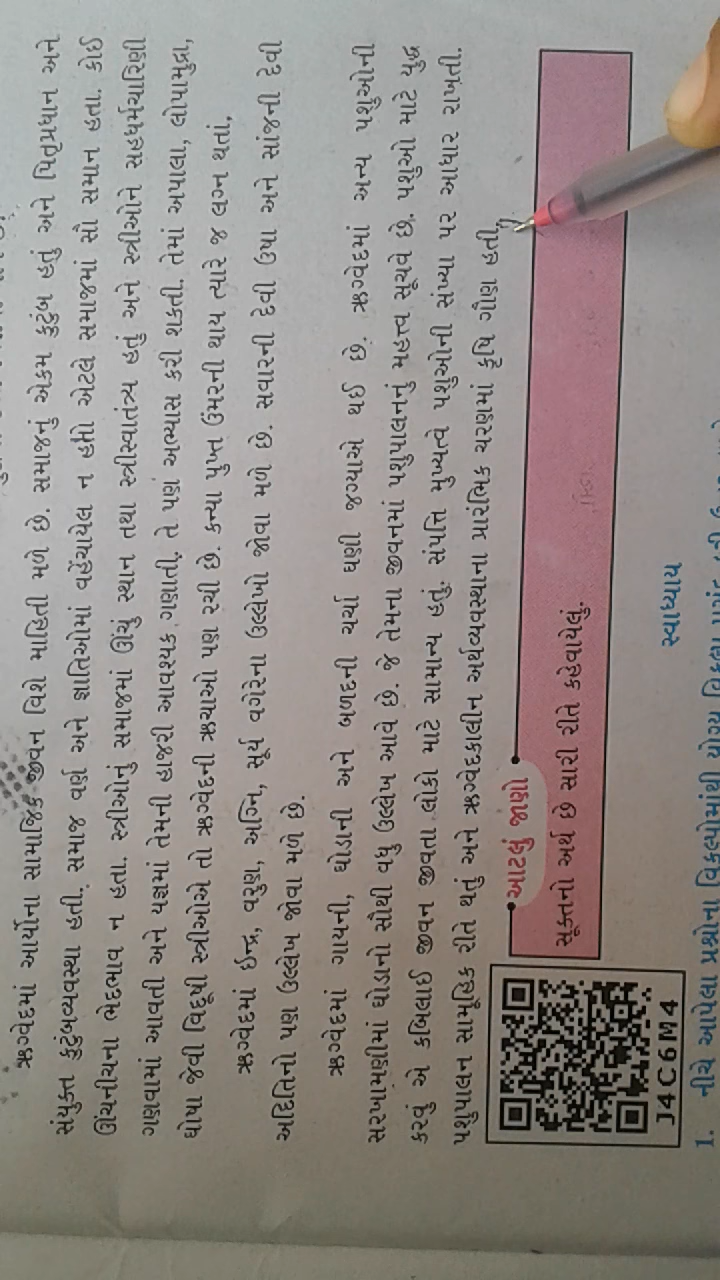 ઋગ્વેદમાં આર્યોના સામાજિક જીવન વિશે માહિતી મળે છે. સમાજનું એકમ કુટુંબ હતું અને પિતૃપ્રધાન અને
સંયુક્ત કુટુંબવ્યવસ્થા હતી. સમાજ વર્ણ અને જ્ઞાતિઓમાં વહેંચાયેલ ન હતો એટલે સમાજમાં સૌ સમાન હતા. કોઈ
ઊંચનીચના ભેદભાવ ન હતા. સ્ત્રીઓનું સમાજમાં ઊંચું સ્થાન તથા સ્ત્રીસ્વાતંત્ર્ય હતું અને સ્ત્રીઓને સહધર્મચારિણી
ગણવામાં આવતી અને યજ્ઞમાં તેમની હાજરી આવશ્યક ગણાતી. તે પણ અભ્યાસ કરી શકતી. તેમાં અપાલા, લોપામુદ્રા,
ઘોષા જેવી વિદુષી સ્ત્રીઓએ તો ઋગ્વેદની ઋચાઓ પણ રચી છે. કન્યા પુખ્ત ઉંમરની થાય ત્યારે જ લગ્ન થતાં.
ઋગ્વેદમાં ઈન્દ્ર, વરુણ, અગ્નિ, સૂર્ય વગેરેના ઉલ્લેખો જોવા મળે છે. સવારની દેવી ઉષા અને સાંજની દેવી
અદિતિનો પણ ઉલ્લેખ જોવા મળે છે.
ઋગ્વેદમાં ગાયની, ઘોડાની અને બળદની ચર્ચા ઘણી જગ્યાએ થઈ છે. ઋગ્વેદમાં અન્ય પશુઓની
સરખામણીમાં ઘોડાનો સૌથી વધુ ઉલ્લેખ આવે છે. જે તેમના જીવનમાં પશુપાલનનું મહત્ત્વ સૂચવે છે. પશુઓ માટે યુદ્ધ
કરવું એ કબિલાઈ જીવન જીવતા લોકો માટે સામાન્ય હતું. સંપત્તિ મુખ્યત્વે પશુઓની સંખ્યા પર આધાર રાખતી.
પશુપાલન સામૂહિક રીતે થતું અને ઋગ્વેદકાલીન અર્થવ્યવસ્થાના પ્રારંભિક ચરણમાં કૃષિ ગૌણ હતી.
આટલું જાણો
સૂક્તનો અર્થ છે સારી રીતે કહેવાયેલું.
J4C6M4
સ્વાધ્યાય
1. નીચે આપેલા પ્રશ્નોના વિકલ્પોમાંથી યોગ્ય વિકલ્પ